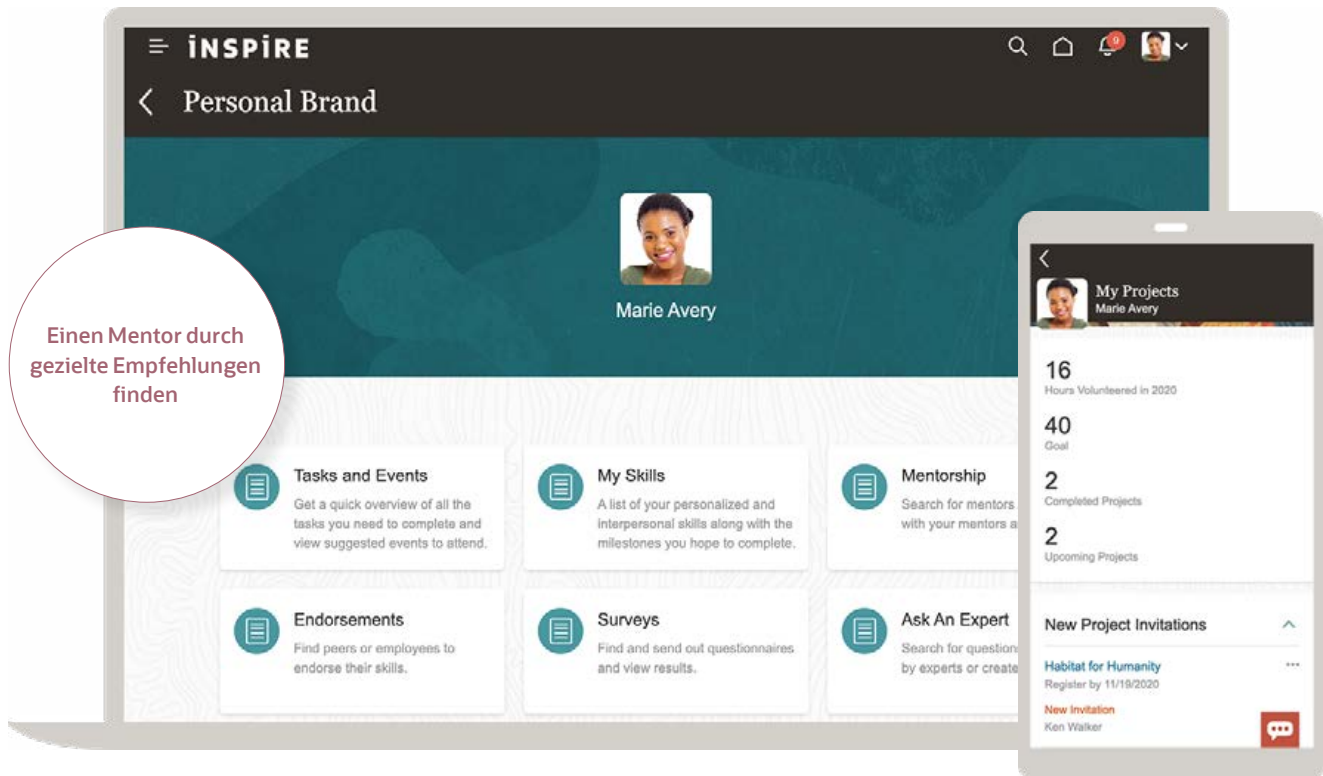 iNSPiRE
9
Personal Brand
Marie Avery
Einen Mentor durch
gezielte Empfehlungen
finden
Tasks and Events
Get a quick overview of all the
tasks you need to complete and
view suggested events to attend.
My Skills
A list of your personalized and
interpersonal skills along with the
milestones you hope to complete.
Mentorship
Search for mentors
with your mentors a
Endorsements
Find peers or employees to
endorse their skills.
Surveys
Find and send out questionnaires
and view results.
Ask An Expert
Search for question
by experts or create
My Projects
Marie Avery
16
Hours Volunteered in 2020
40
Goal
2
Completed Projects
2
Upcoming Projects
New Project Invitations
Habitat for Humanity
Register by 11/19/2020
New Invitation
Ken Walker